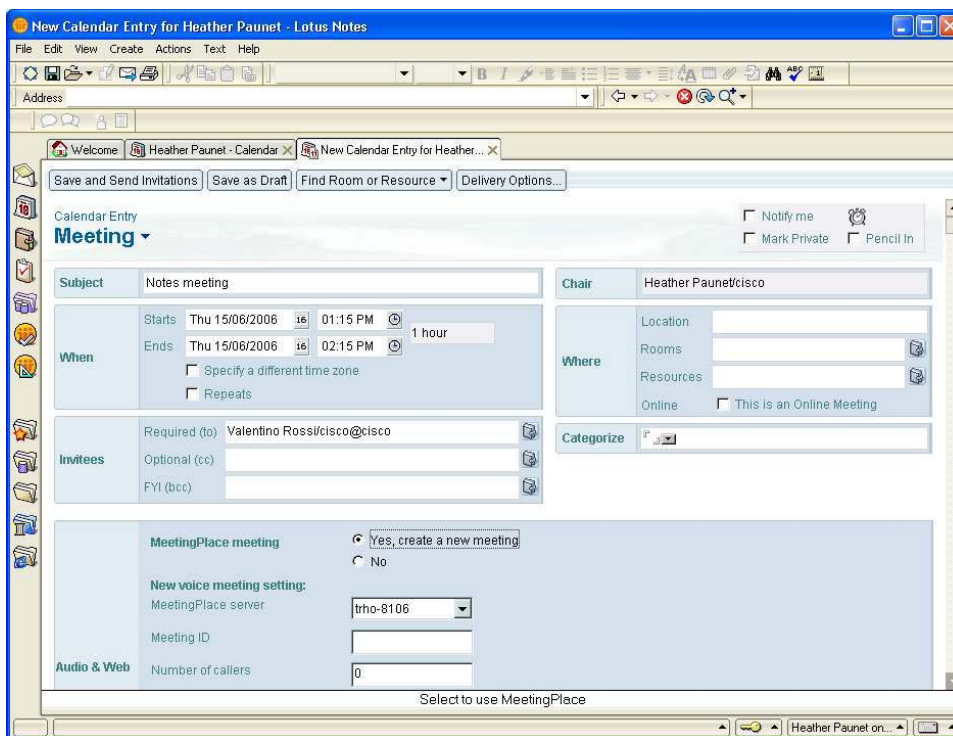 New Calendar Entry for Heather Paunet - Lotus Notes
File Edit View Create Actions Text Help
Address
Welcome Heather Paunet - Calendar New Calendar Entry for Heather...
Save and Send Invitations Save as Draft Find Room or Resource Delivery Options...
Calendar Entry
Meeting
Notify me
Mark Private Pencil In
Subject Notes meeting
Chair Heather Paunet/cisco
When
Starts Thu 15/06/2006 16 01:15 PM
Ends Thu 15/06/2006 16 02:15 PM
1 hour
Specify a different time zone
Repeats
Where
Location
Rooms
Resources
Online This is an Online Meeting
Invitees
Required (to) Valentino Rossi/cisco@cisco
Optional (cc)
FYI (bcc)
Categorize
MeetingPlace meeting Yes, create a new meeting
No
New voice meeting setting:
MeetingPlace server trho-8106
Meeting ID
Audio & Web Number of callers 0
Select to use MeetingPlace
Heather Paunet on...